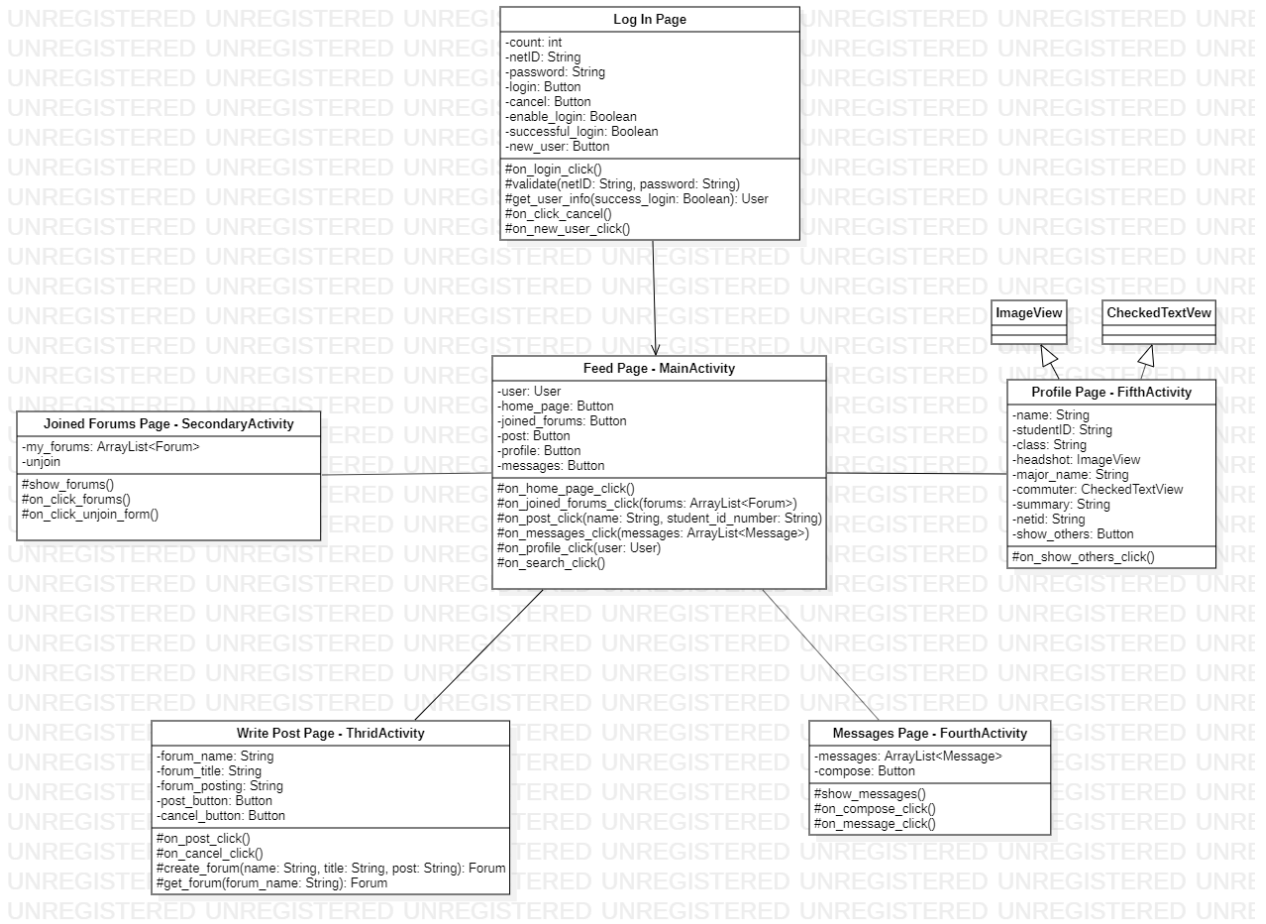 Log In Page
-count: int
-netID: String
-password: String
-login: Button
-cancel: Button
-enable_login: Boolean
-successful_login: Boolean
-new_user: Button
#on_login_click()
#validate(netID: String, password: String)
#get_user_info(success_login: Boolean): User
#on_click_cancel()
#on_new_user_click()
ImageView
CheckedTextVew
Feed Page - MainActivity
-user: User
-home_page: Button
-joined_forums: Button
-post: Button
-profile: Button
-messages: Button
#on_home_page_click()
#on_joined_forums_click(forums: ArrayList<Forum>)
#on_post_click(name: String, student_id_number: String)
#on_messages_click(messages: ArrayList<Message>)
#on_profile_click(user: User)
#on_search_click()
Profile Page - FifthActivity
-name: String
-studentID: String
-class: String
-headshot: ImageView
-major_name: String
-commuter: CheckedTextView
-summary: String
-netid: String
-show_others: Button
#on_show_others_click()
Joined Forums Page - SecondaryActivity
-my_forums: ArrayList<Forum>
-unjoin
#show_forums()
#on_click_forums()
#on_click_unjoin_form()
Write Post Page - ThridActivity
-forum_name: String
-forum_title: String
-forum_posting: String
-post_button: Button
-cancel_button: Button
#on_post_click()
#on_cancel_click()
#create_forum(name: String, title: String, post: String): Forum
#get_forum(forum_name: String): Forum
Messages Page - FourthActivity
-messages: ArrayList<Message>
-compose: Button
#show_messages()
#on_compose_click()
#on_message_click()
UNREGISTERED